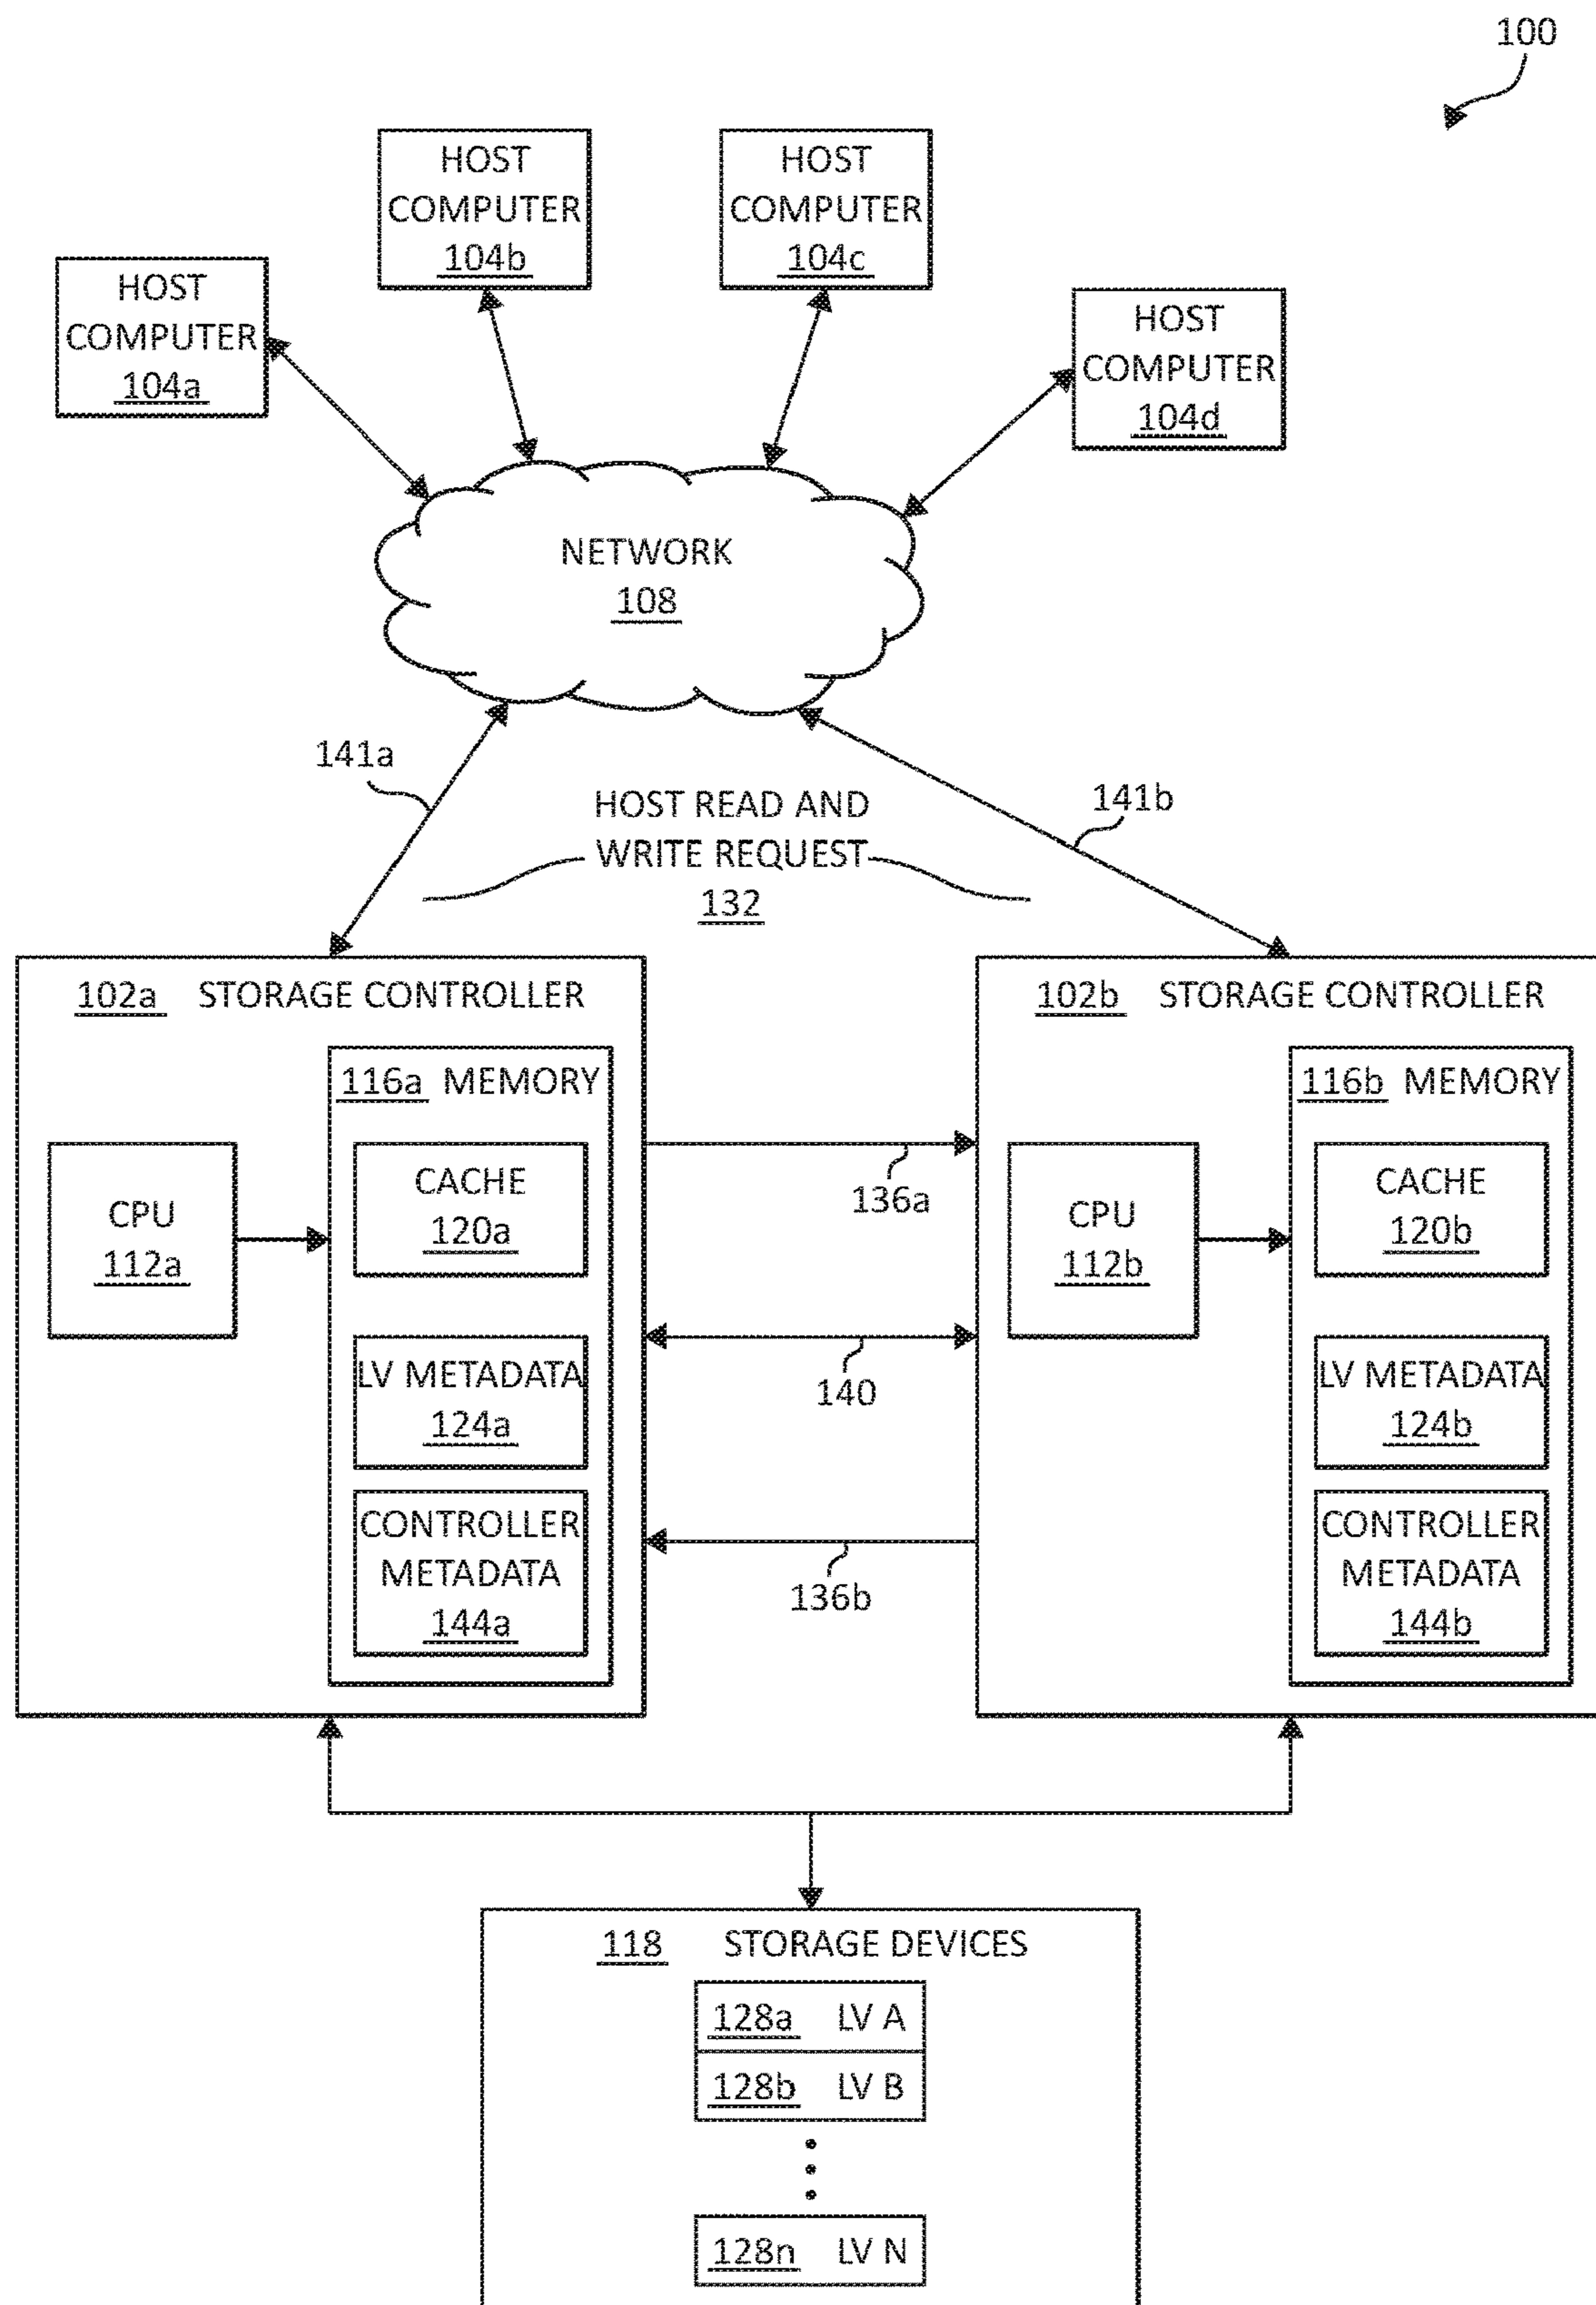 100
HOST
COMPUTER
104b
HOST
COMPUTER
104c
HOST
COMPUTER
104a
HOST
COMPUTER
104d
NETWORK
108
141a
HOST READ AND
WRITE REQUEST
132
141b
102a STORAGE CONTROLLER
116a MEMORY
CPU
112a
CACHE
120a
LV METADATA
124a
CONTROLLER
METADATA
144a
136a
140
136b
102b STORAGE CONTROLLER
116b MEMORY
CPU
112b
CACHE
120b
LV METADATA
124b
CONTROLLER
METADATA
144b
118 STORAGE DEVICES
128a LV A
128b LV B
128n LV N